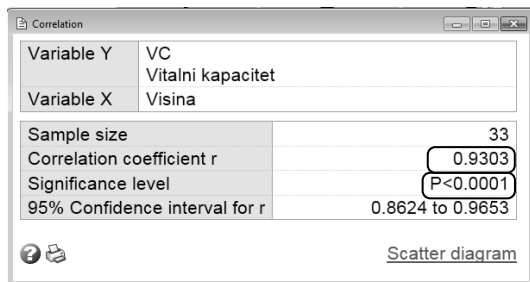 Correlation
Variable Y VC
Vitalni kapacitet
Variable X Visina
Sample size 33
Correlation coefficient r 0.9303
Significance level P<0.0001
95% Confidence interval for r 0.8624 to 0.9653
Scatter diagram